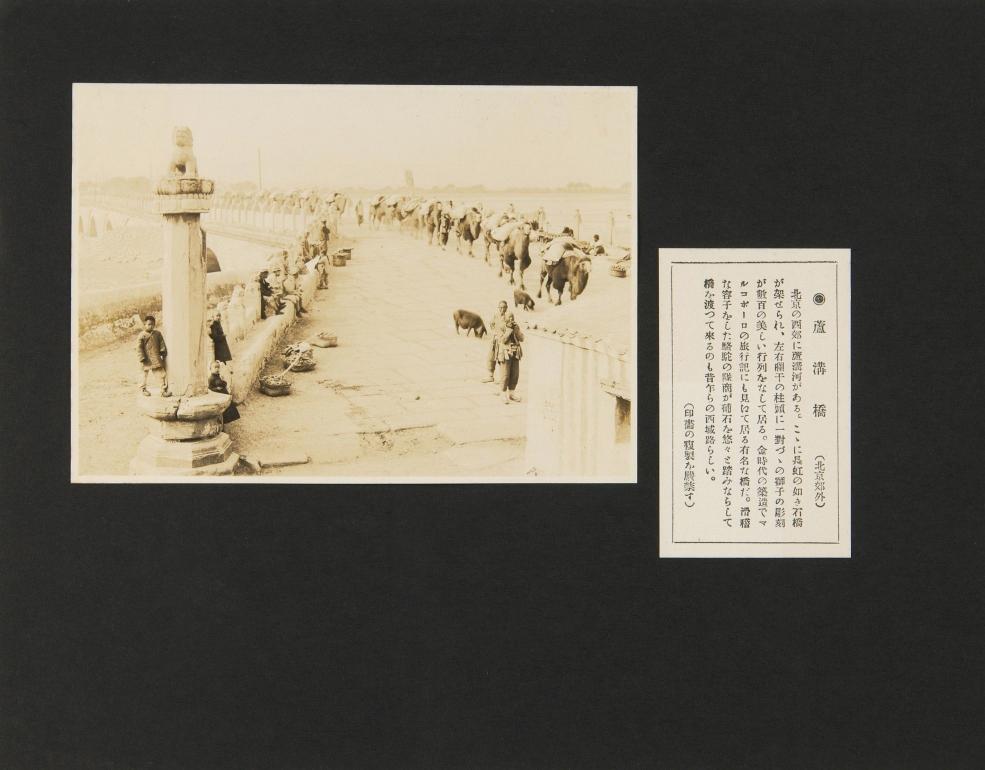 ◉蘆溝橋 (北京郊外)
北京の西郊に蘆溝河がある。こゝに長虹の如き石橋
が架せられ、左右欄干の柱頭に一對づゝの獅子の彫刻
が數百の美しい行列をなして居る。金時代の築造でマ
ルコポーロの旅行記にも見えて居る有名な橋だ。滑稽
な容子をした駱駝の隊商が舗石を悠々と踏みならして
橋を渡つて來るのも昔乍らの西域路らしい。
(印畵の複製を嚴禁す)